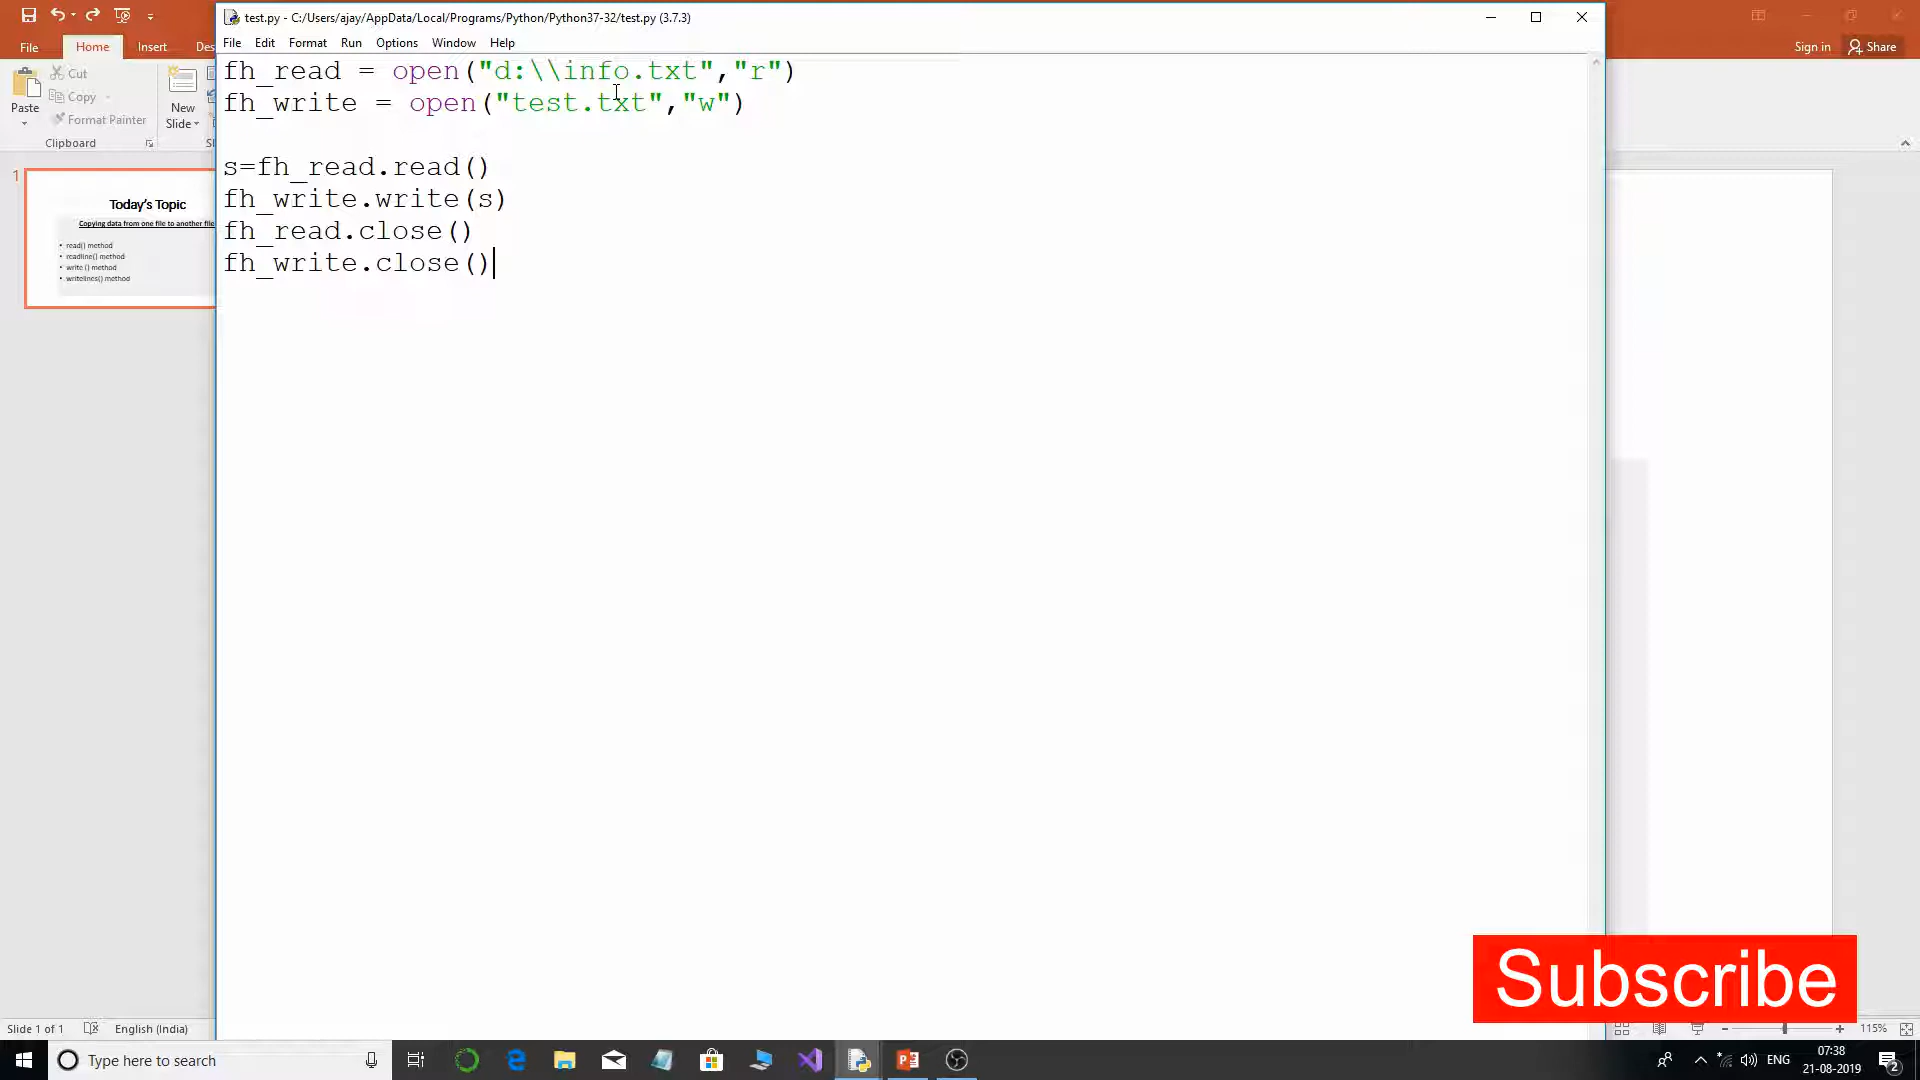 test.py - C:/Users/ajay/AppData/Local/Programs/Python/Python37-32/test.py (3.7.3)
File Edit Format Run Options Window Help
File Home Insert Des
Sign in Share
Paste
Cut
Copy
Format Painter
New
Slide
Clipboard
fh_read = open("d:\\info.txt","r")
fh_write = open("test.txt","w")
s=fh_read.read()
fh_write.write(s)
fh_read.close()
fh_write.close()
1
Today's Topic
Copying data from one file to another file
• read() method
• readline() method
• write () method
• writelines() method
Subscribe
Slide 1 of 1 English (India)
115%
Type here to search
ENG
07:38
21-08-2019
2